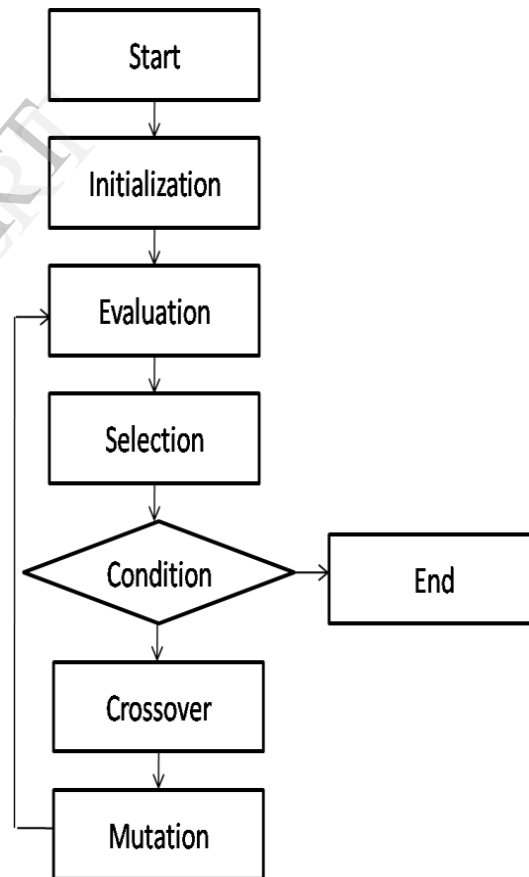 Start
Initialization
Evaluation
Selection
Condition
End
Crossover
Mutation